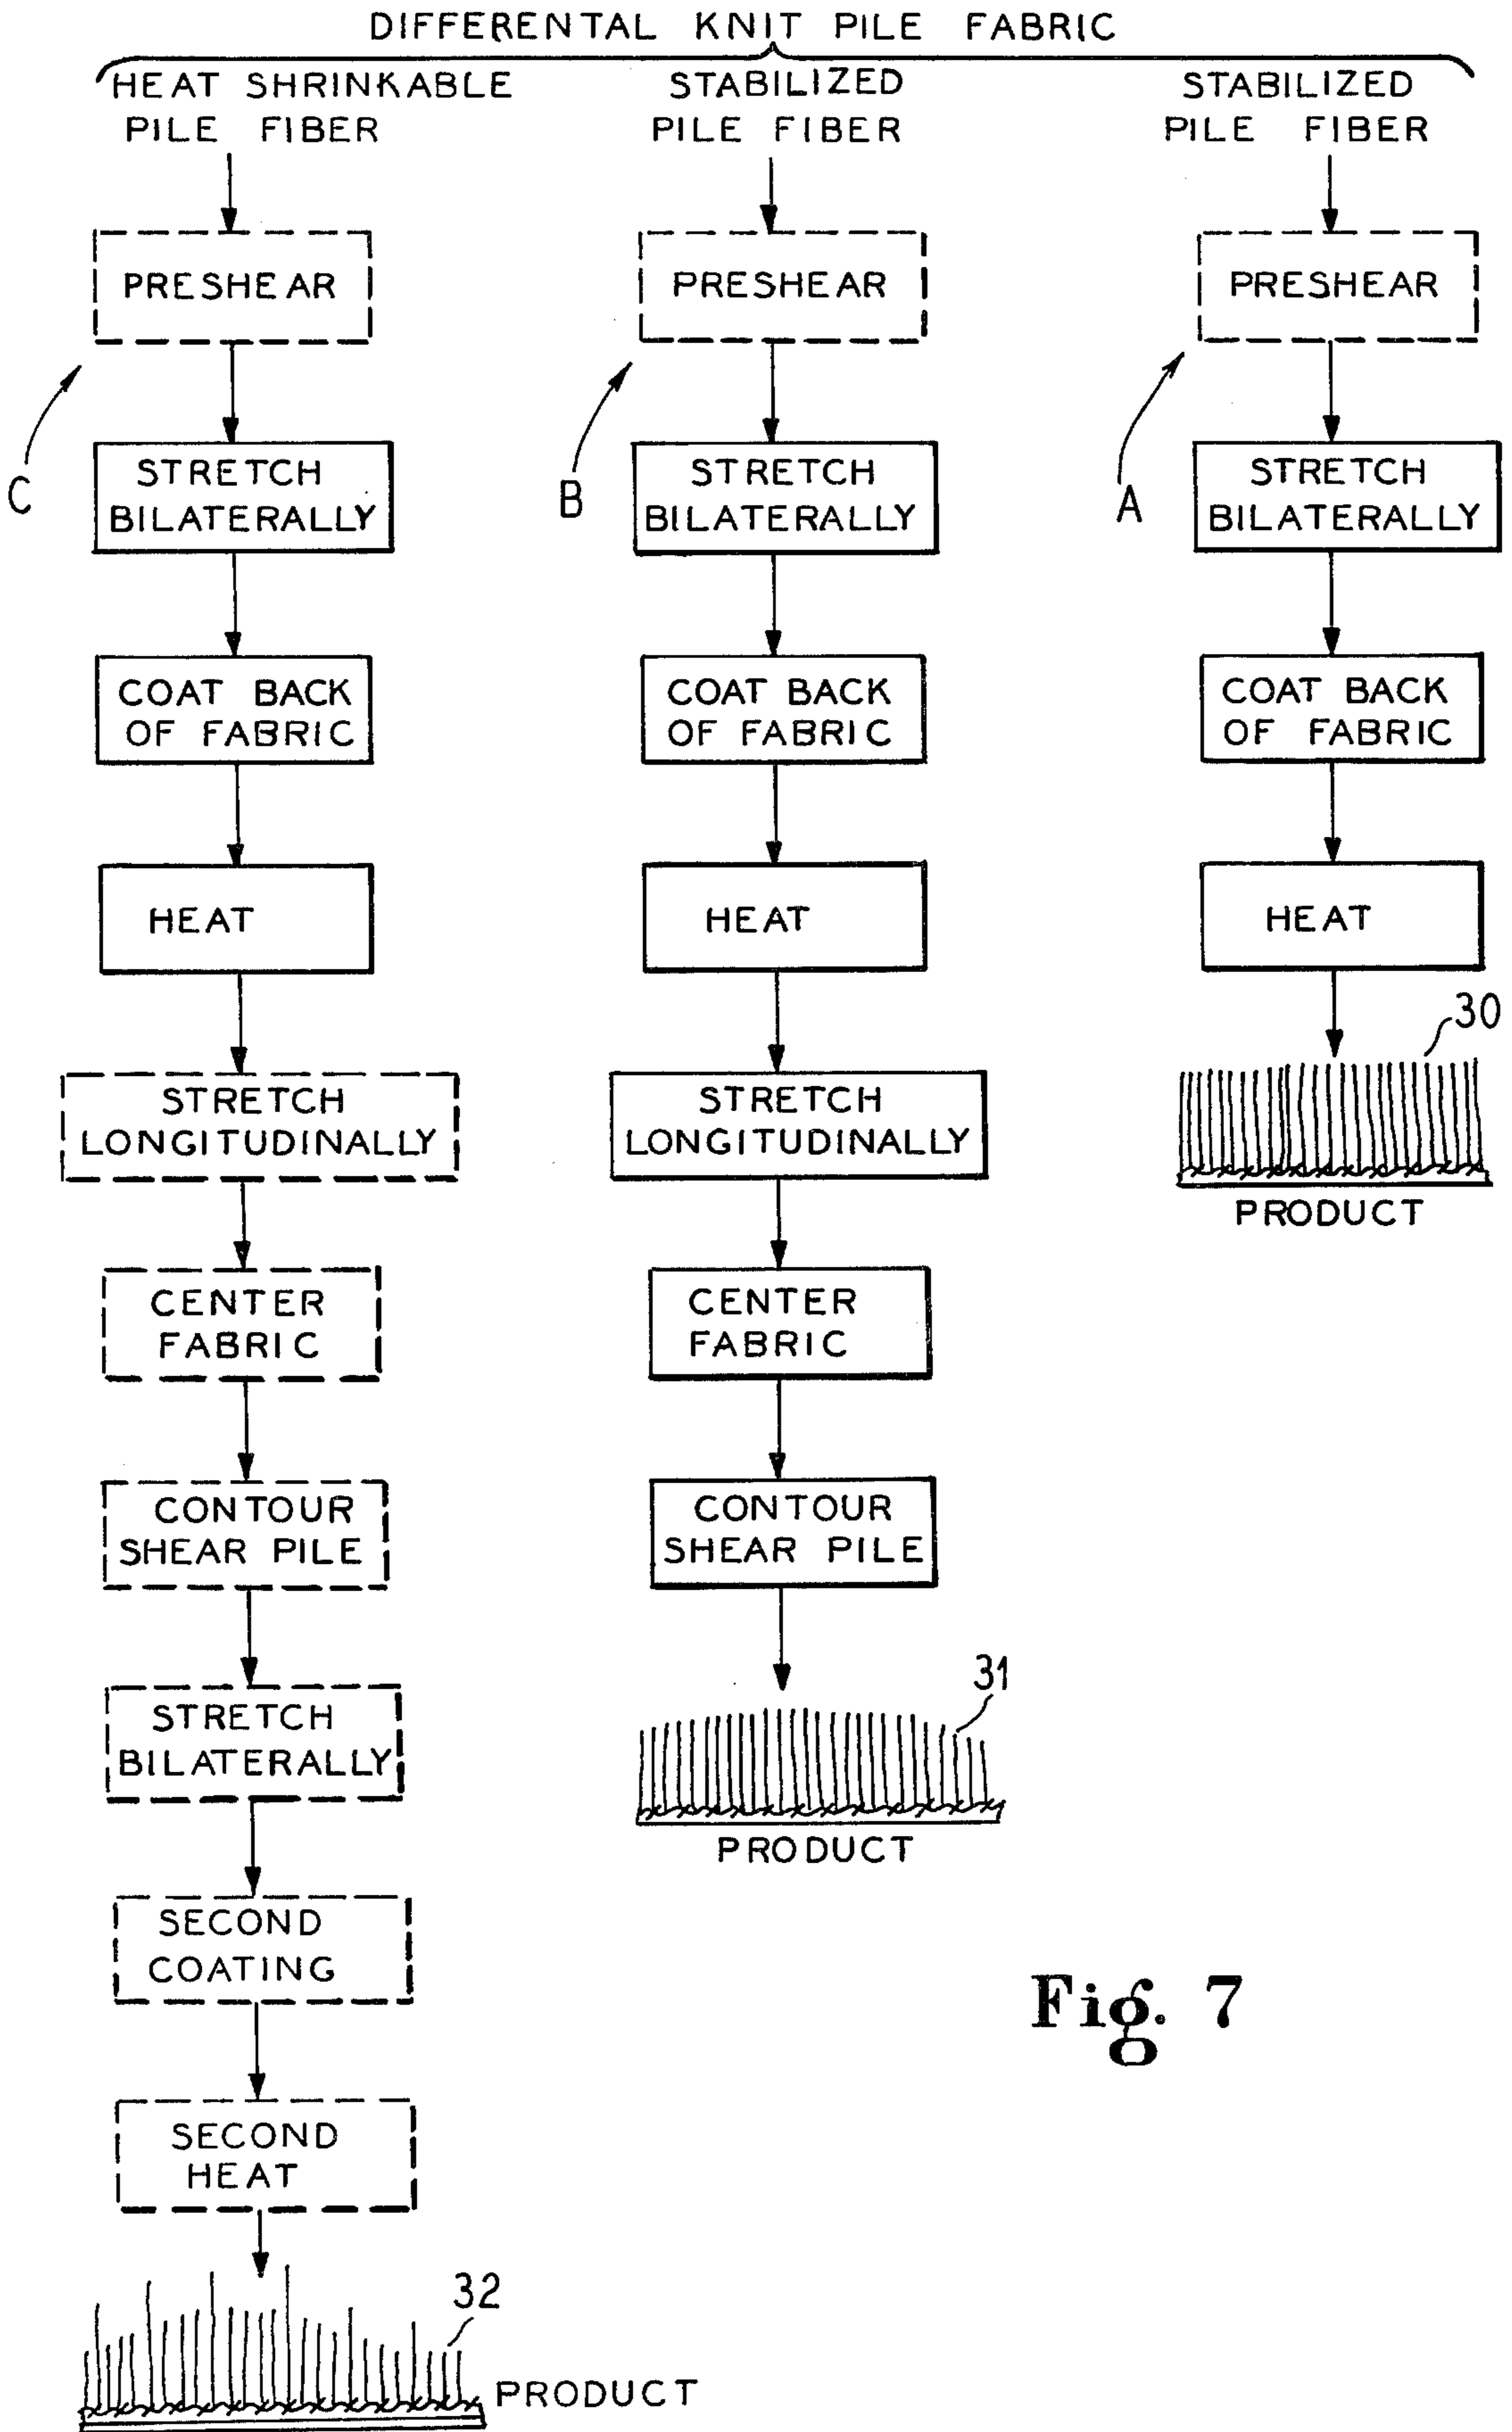 DIFFERENTAL KNIT PILE FABRIC
HEAT SHRINKABLE
PILE FIBER
PRESHEAR
C
STRETCH
BILATERALLY
COAT BACK
OF FABRIC
HEAT
STRETCH
LONGITUDINALLY
CENTER
FABRIC
CONTOUR
SHEAR PILE
STRETCH
BILATERALLY
SECOND
COATING
SECOND
HEAT
32
PRODUCT
STABILIZED
PILE FIBER
PRESHEAR
B
STRETCH
BILATERALLY
COAT BACK
OF FABRIC
HEAT
STRETCH
LONGITUDINALLY
CENTER
FABRIC
CONTOUR
SHEAR PILE
31
PRODUCT
STABILIZED
PILE FIBER
PRESHEAR
A
STRETCH
BILATERALLY
COAT BACK
OF FABRIC
HEAT
30
PRODUCT
Fig. 7